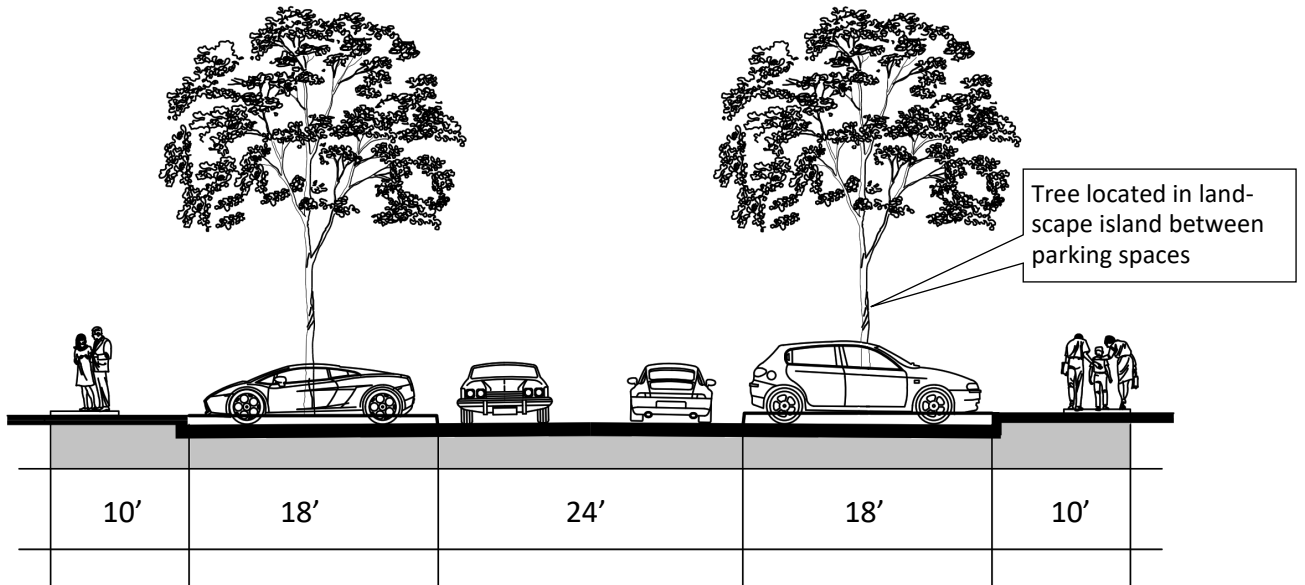 Tree located in land-
scape island between
parking spaces
10’ 18’ 24’ 18’ 10’